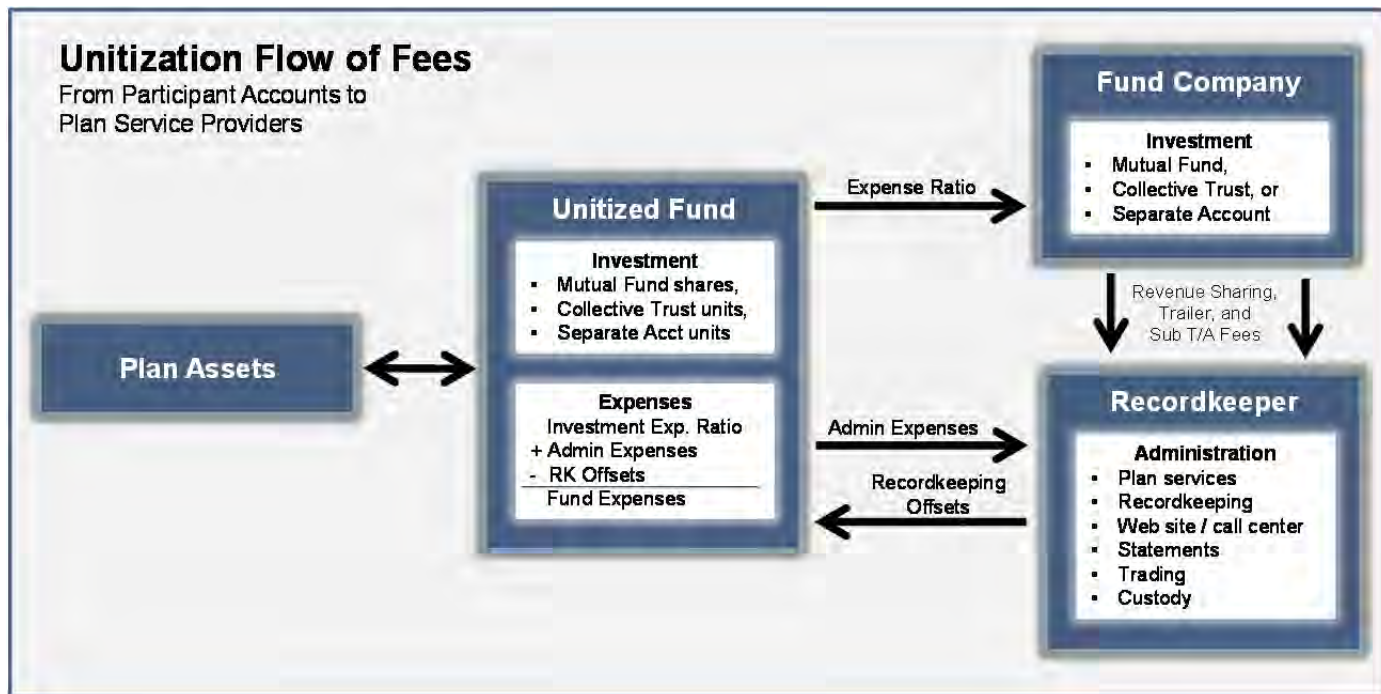 Unitization Flow of Fees
From Participant Accounts to
Plan Service Providers
Plan Assets
Unitized Fund
Investment
▪ Mutual Fund shares,
▪ Collective Trust units,
▪ Separate Acct units
Expenses
Investment Exp. Ratio
+ Admin Expenses
- RK Offsets
Fund Expenses
Expense Ratio
Admin Expenses
Recordkeeping
Offsets
Fund Company
Investment
▪ Mutual Fund,
▪ Collective Trust, or
▪ Separate Account
Revenue Sharing,
Trailer, and
Sub T/A Fees
Recordkeeper
Administration
▪ Plan services
▪ Recordkeeping
▪ Web site / call center
▪ Statements
▪ Trading
▪ Custody